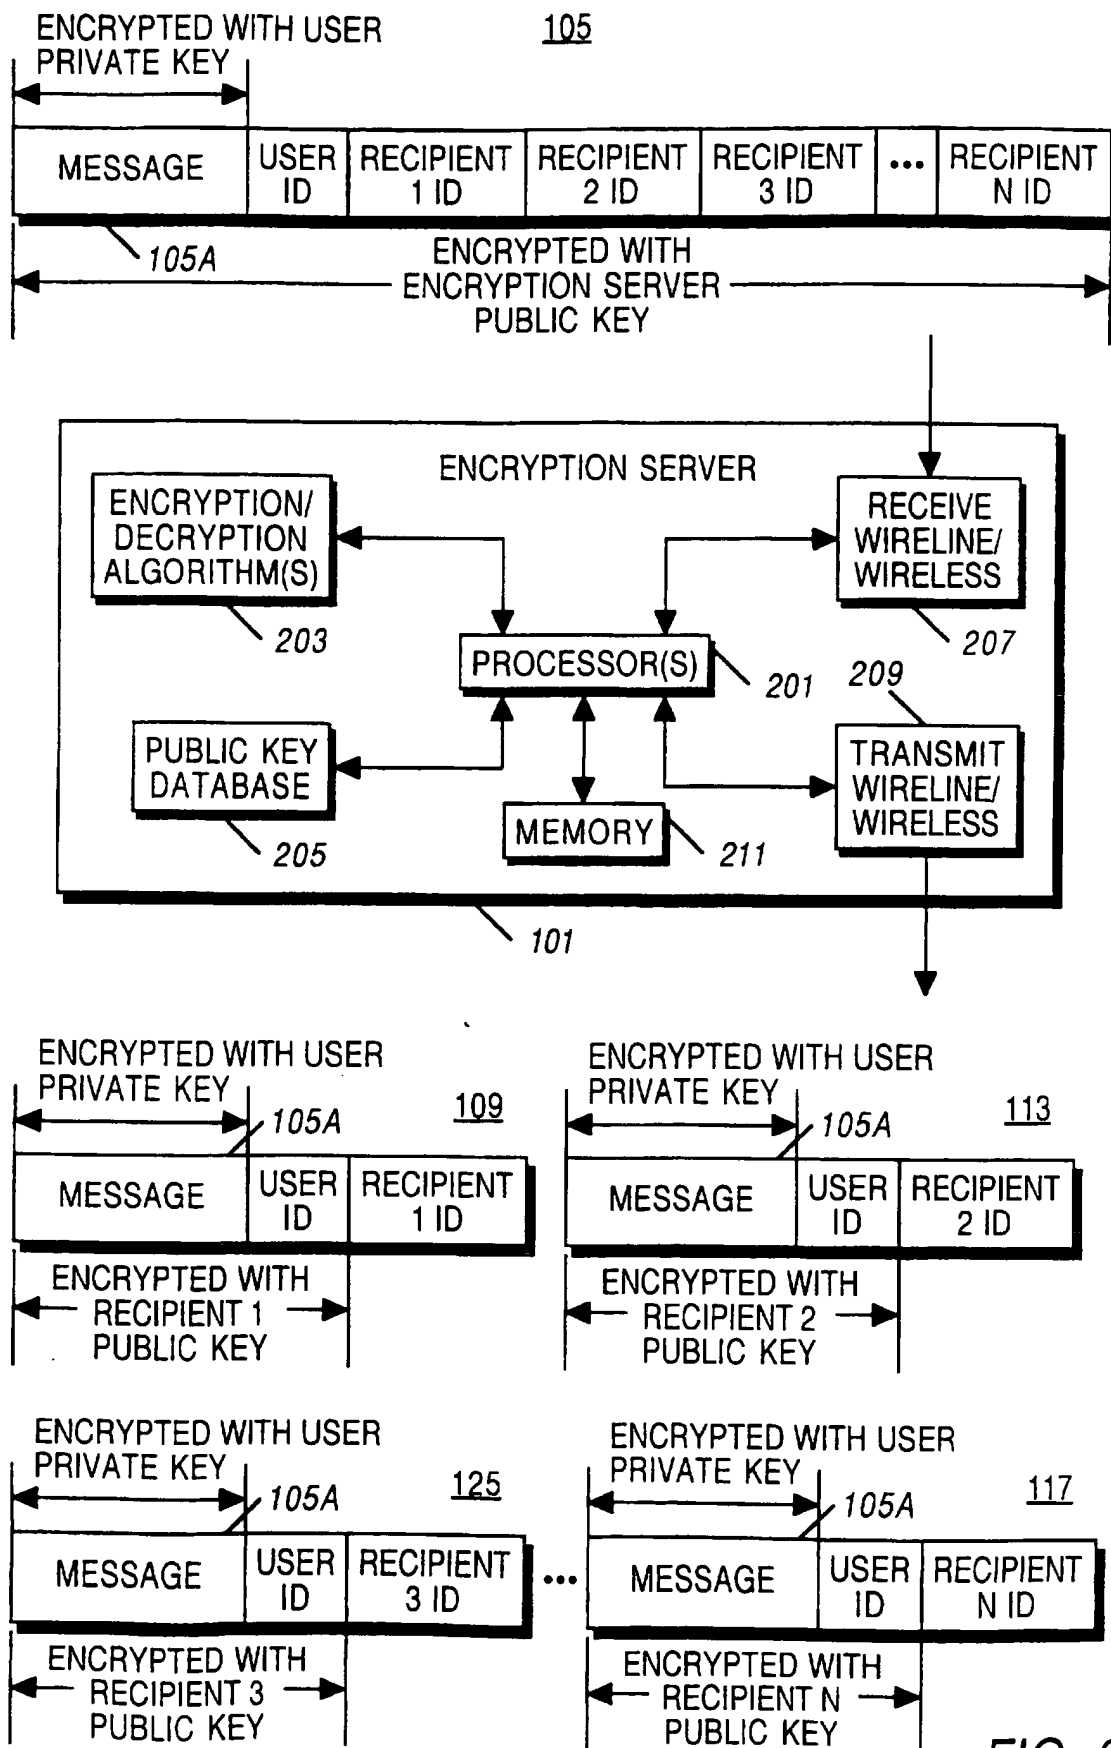 ENCRYPTED WITH USER
PRIVATE KEY
105
MESSAGE
USER
ID
RECIPIENT
1 ID
RECIPIENT
2 ID
RECIPIENT
3 ID
•••
RECIPIENT
N ID
105A
ENCRYPTED WITH
ENCRYPTION SERVER
PUBLIC KEY
ENCRYPTION SERVER
ENCRYPTION/
DECRYPTION
ALGORITHM(S)
203
RECEIVE
WIRELINE/
WIRELESS
207
PROCESSOR(S)
201
209
PUBLIC KEY
DATABASE
205
MEMORY
211
TRANSMIT
WIRELINE/
WIRELESS
101
ENCRYPTED WITH USER
PRIVATE KEY
105A
109
MESSAGE
USER
ID
RECIPIENT
1 ID
ENCRYPTED WITH
RECIPIENT 1
PUBLIC KEY
ENCRYPTED WITH USER
PRIVATE KEY
105A
113
MESSAGE
USER
ID
RECIPIENT
2 ID
ENCRYPTED WITH
RECIPIENT 2
PUBLIC KEY
ENCRYPTED WITH USER
PRIVATE KEY
105A
125
MESSAGE
USER
ID
RECIPIENT
3 ID
•••
ENCRYPTED WITH
RECIPIENT 3
PUBLIC KEY
ENCRYPTED WITH USER
PRIVATE KEY
105A
117
MESSAGE
USER
ID
RECIPIENT
N ID
ENCRYPTED WITH
RECIPIENT N
PUBLIC KEY
FIG.